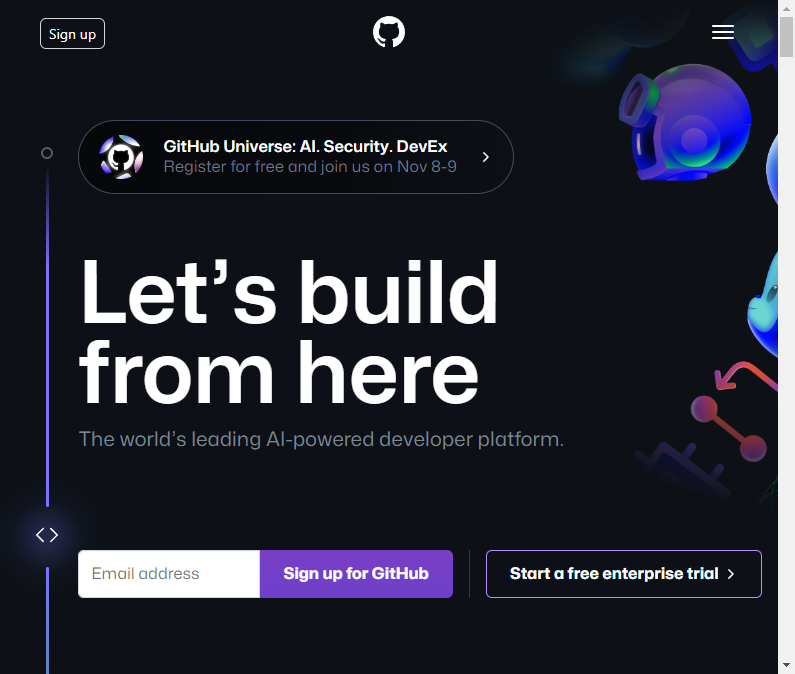 Sign up
GitHub Universe: AI. Security. DevEx
Register for free and join us on Nov 8-9
Let’s build
from here
The world’s leading AI-powered developer platform.
Email address
Sign up for GitHub
Start a free enterprise trial